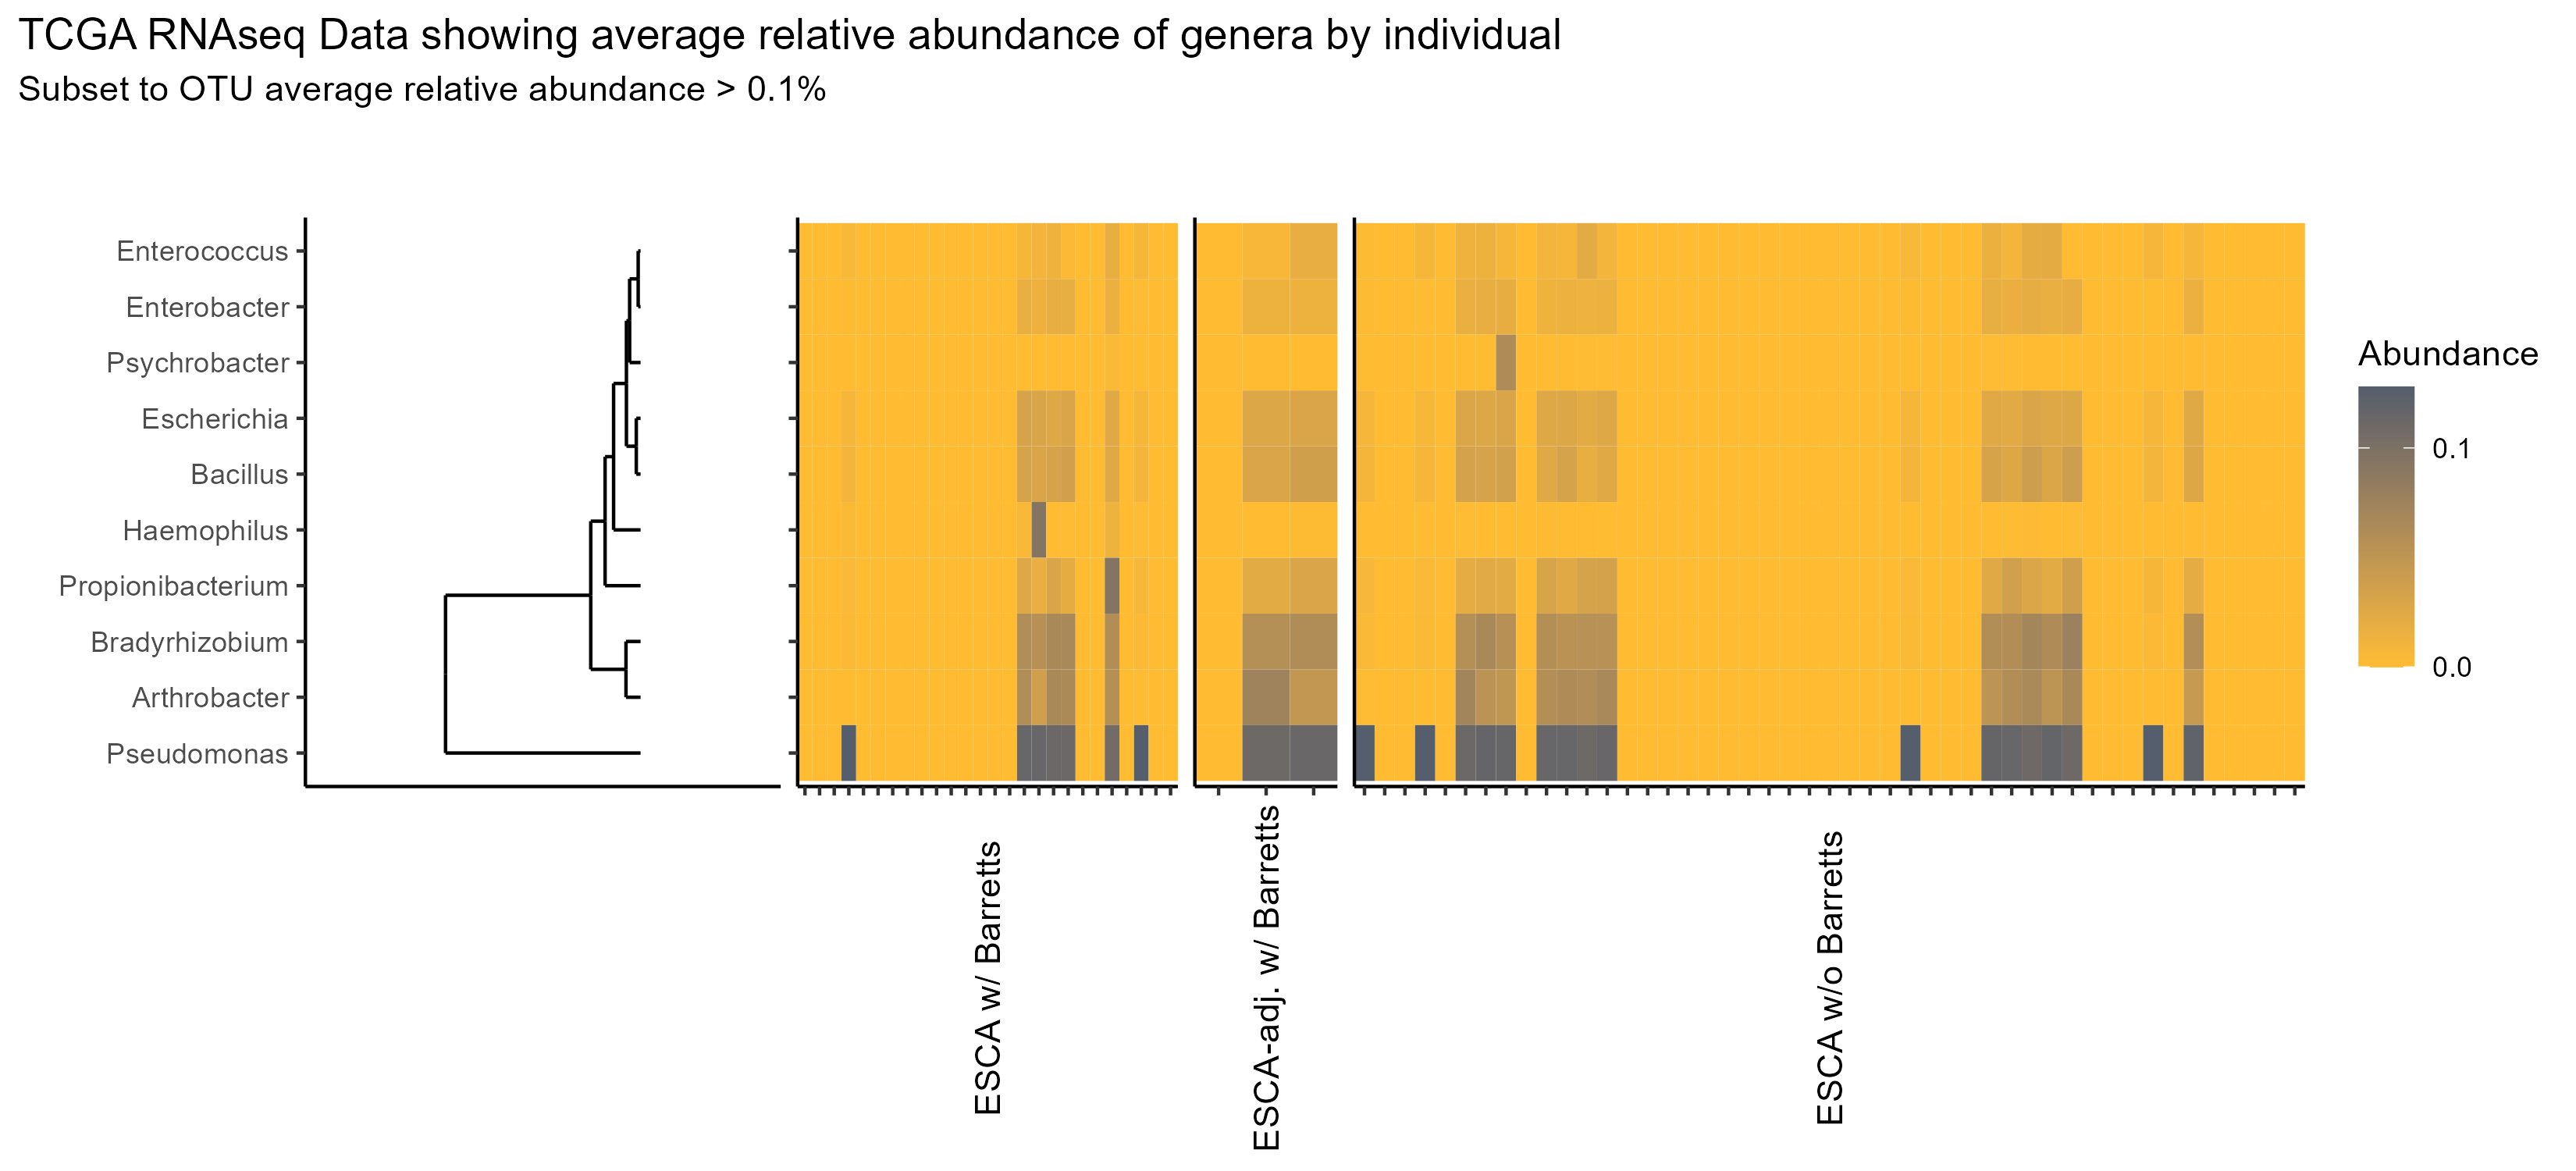 TCGA RNAseq Data showing average relative abundance of genera by individual
Subset to OTU average relative abundance > 0.1%
Enterococcus
Enterobacter
Psychrobacter
Escherichia
Bacillus
Haemophilus
Propionibacterium
Bradyrhizobium
Arthrobacter
Pseudomonas
ESCA w/ Barretts
ESCA-adj. w/ Barretts
ESCA w/o Barretts
Abundance
0.1
0.0